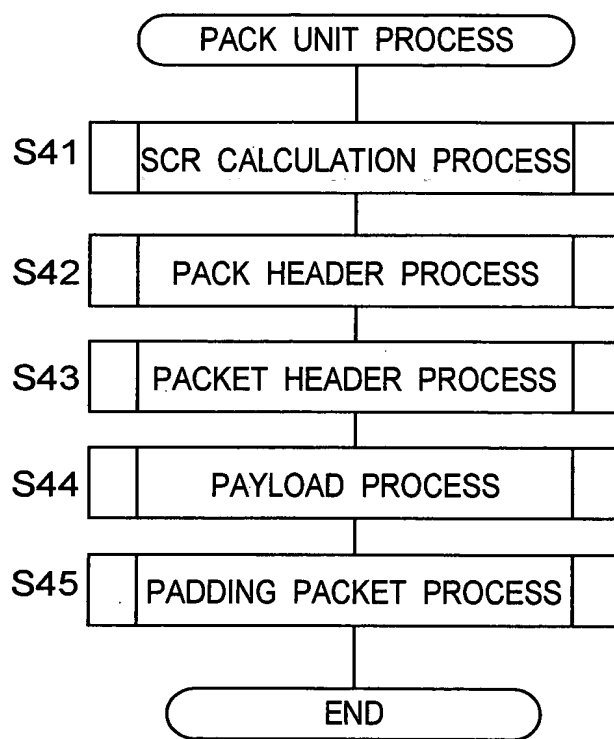 PACK UNIT PROCESS
S41 SCR CALCULATION PROCESS
S42 PACK HEADER PROCESS
S43 PACKET HEADER PROCESS
S44 PAYLOAD PROCESS
S45 PADDING PACKET PROCESS
END